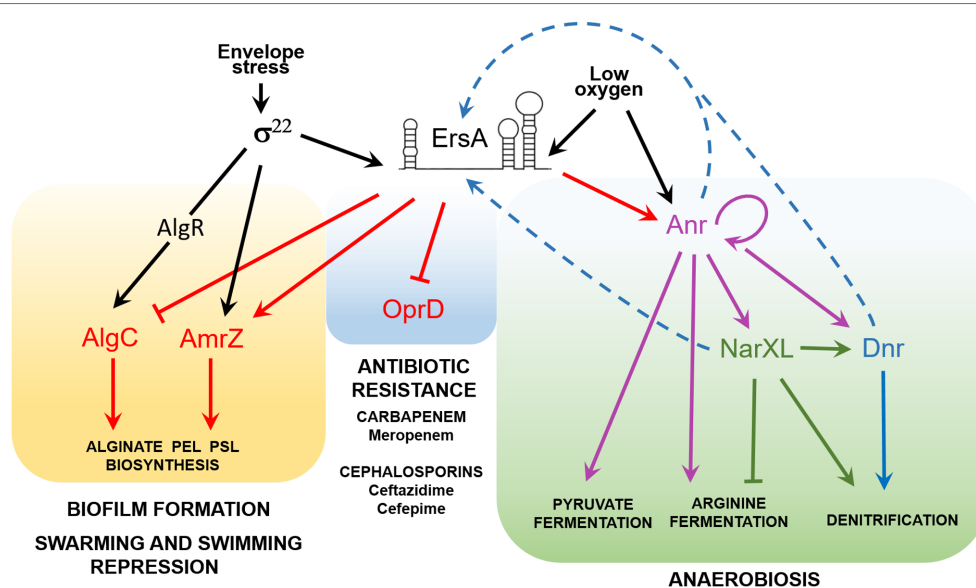 Envelope
stress
σ22
ErsA
Low
oxygen
AlgR
Anr
AlgC
AmrZ
OprD
NarXL
Dnr
ALGINATE PEL PSL
BIOSYNTHESIS
BIOFILM FORMATION
SWARMING AND SWIMMING
REPRESSION
ANTIBIOTIC
RESISTANCE
CARBAPENEM
Meropenem
CEPHALOSPORINS
Ceftazidime
Cefepime
PYRUVATE
FERMENTATION
ARGININE
FERMENTATION
DENITRIFICATION
ANAEROBIOSIS